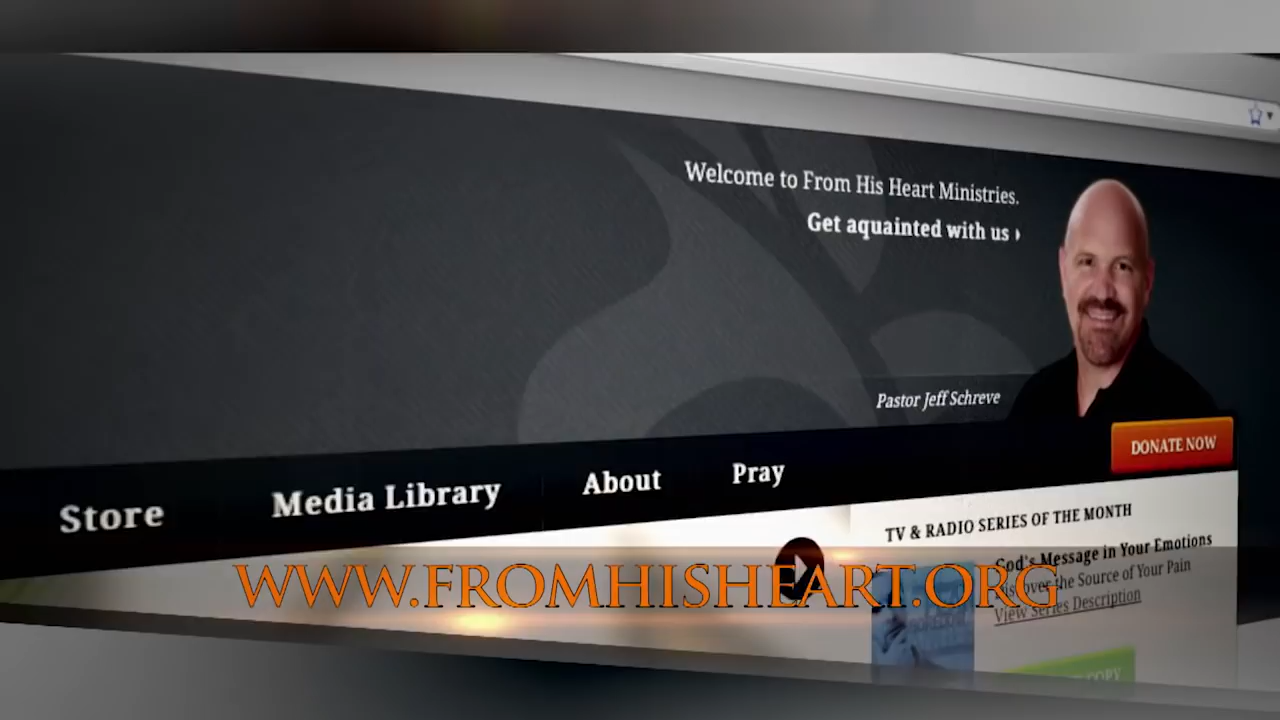 Welcome to From His Heart Ministries.
Get aquainted with us
Pastor Jeff Schreve
DONATE NOW
Store
Media Library
About
Pray
TV & RADIO SERIES OF THE MONTH
God's Message in Your Emotions
the Source of Your Pain
View Series Description
WWW.FROMHISHEART.ORG
COPY